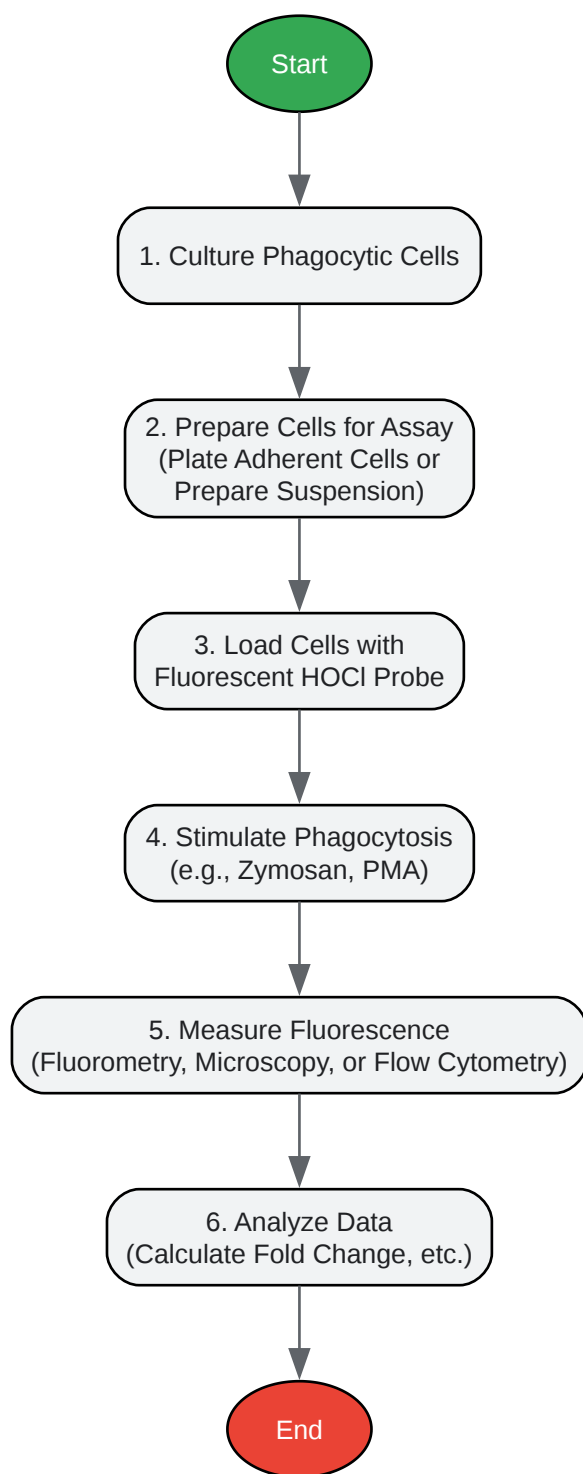 Start
1. Culture Phagocytic Cells
2. Prepare Cells for Assay
(Plate Adherent Cells or
Prepare Suspension)
3. Load Cells with
Fluorescent HOCl Probe
4. Stimulate Phagocytosis
(e.g., Zymosan, PMA)
5. Measure Fluorescence
(Fluorometry, Microscopy, or Flow Cytometry)
6. Analyze Data
(Calculate Fold Change, etc.)
End